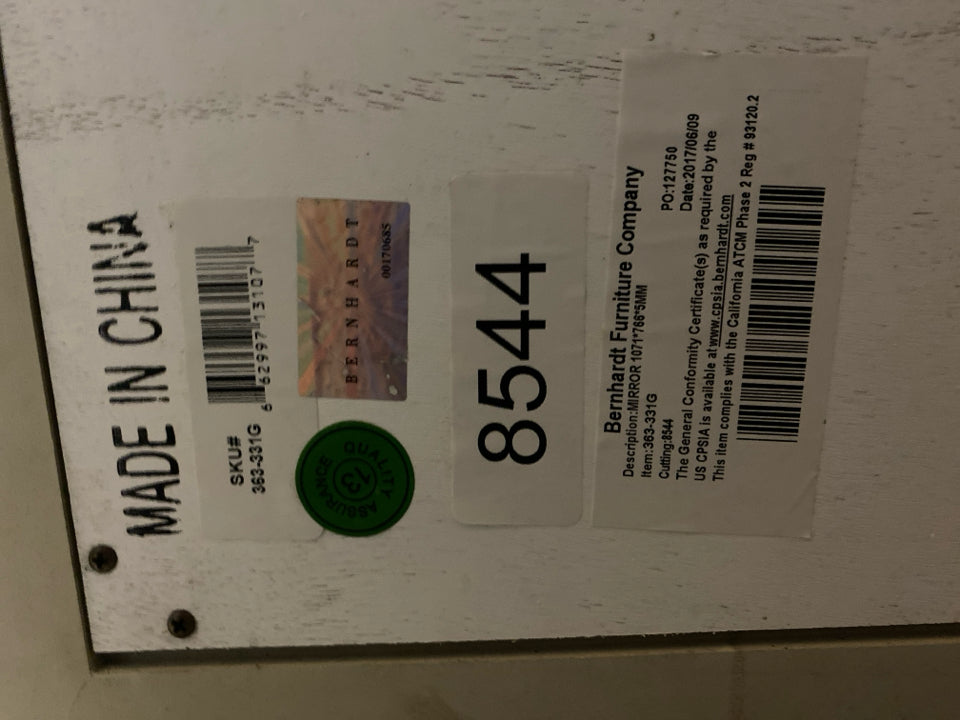 MADE IN CHINA
SKU#
363-331G
6 62997 13107 7
BERNHARDT
00170685
QUALITY ASSURANCE
73
8544
Bernhardt Furniture Company
Description:MIRROR 1071*766*5MM
Item:363-331G PO:127750
Cutting:8544 Date:2017/06/09
The General Conformity Certificate(s) as required by the
US CPSIA is available at www.cpsia.bernhardt.com
This item complies with the California ATCM Phase 2 Reg # 93120.2